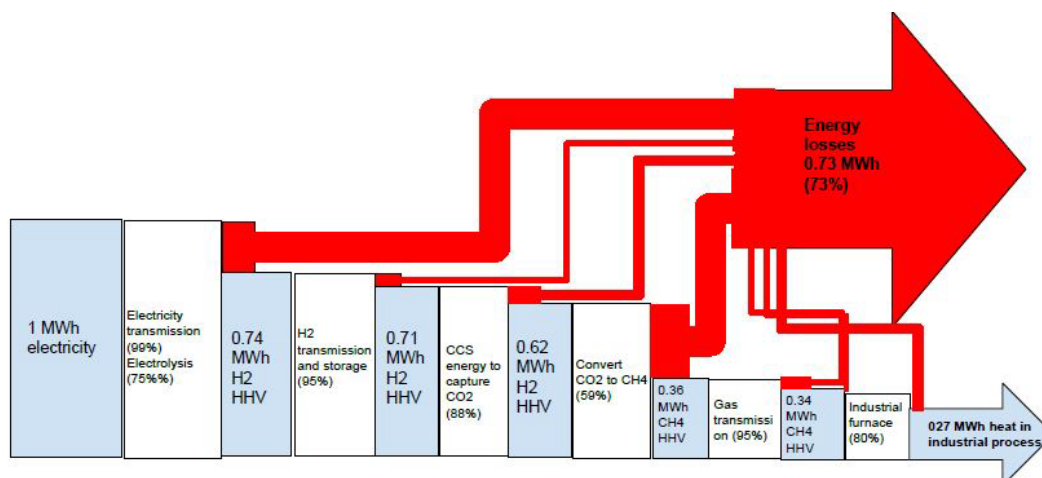 Energy
losses
0.73 MWh
(73%)
1 MWh
electricity
Electricity
transmission
(99%)
Electrolysis
(75%%)
0.74
MWh
H2
HHV
H2
transmission
and storage
(95%)
0.71
MWh
H2
HHV
CCS
energy to
capture
CO2
(88%)
0.62
MWh
H2
HHV
Convert
CO2 to CH4
(59%)
0.36
MWh
CH4
HHV
Gas
transmissi
on (95%)
0.34
MWh
CH4
HHV
Industrial
furnace
(80%)
027 MWh heat in
industrial process